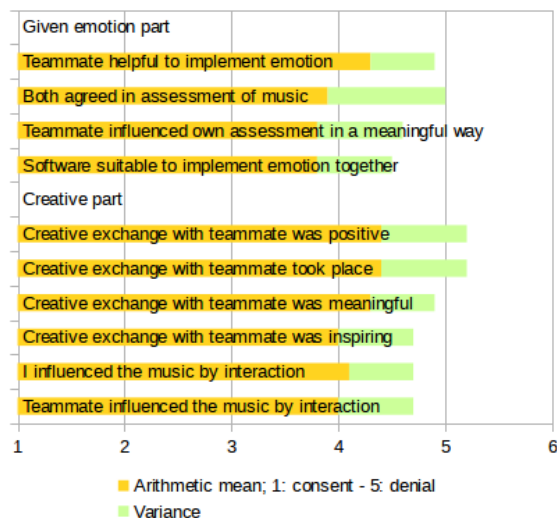 Given emotion part
Teammate helpful to implement emotion
Both agreed in assessment of music
Teammate influenced own assessment in a meaningful way
Software suitable to implement emotion together
Creative part
Creative exchange with teammate was positive
Creative exchange with teammate took place
Creative exchange with teammate was meaningful
Creative exchange with teammate was inspiring
I influenced the music by interaction
Teammate influenced the music by interaction
1 2 3 4 5 6
Arithmetic mean; 1: consent - 5: denial
Variance